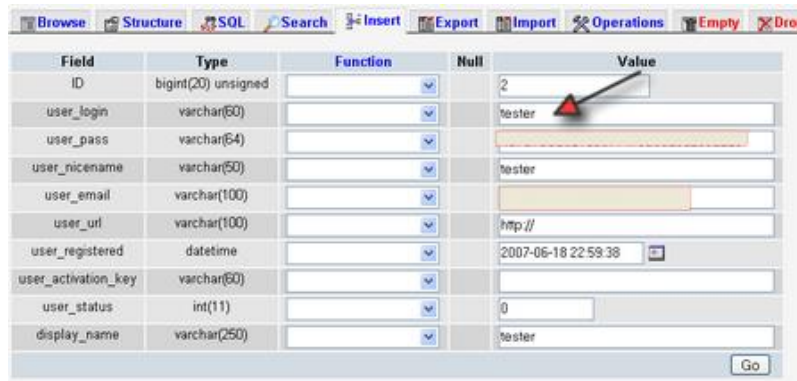 Browse Structure SQL Search Insert Export Import Operations Empty Dro
Field Type Function Null Value
ID bigint(20) unsigned 2
user_login varchar(60) tester
user_pass varchar(64)
user_nicename varchar(50) tester
user_email varchar(100)
user_url varchar(100) http://
user_registered datetime 2007-06-18 22:59:38
user_activation_key varchar(60)
user_status int(11) 0
display_name varchar(250) tester
Go